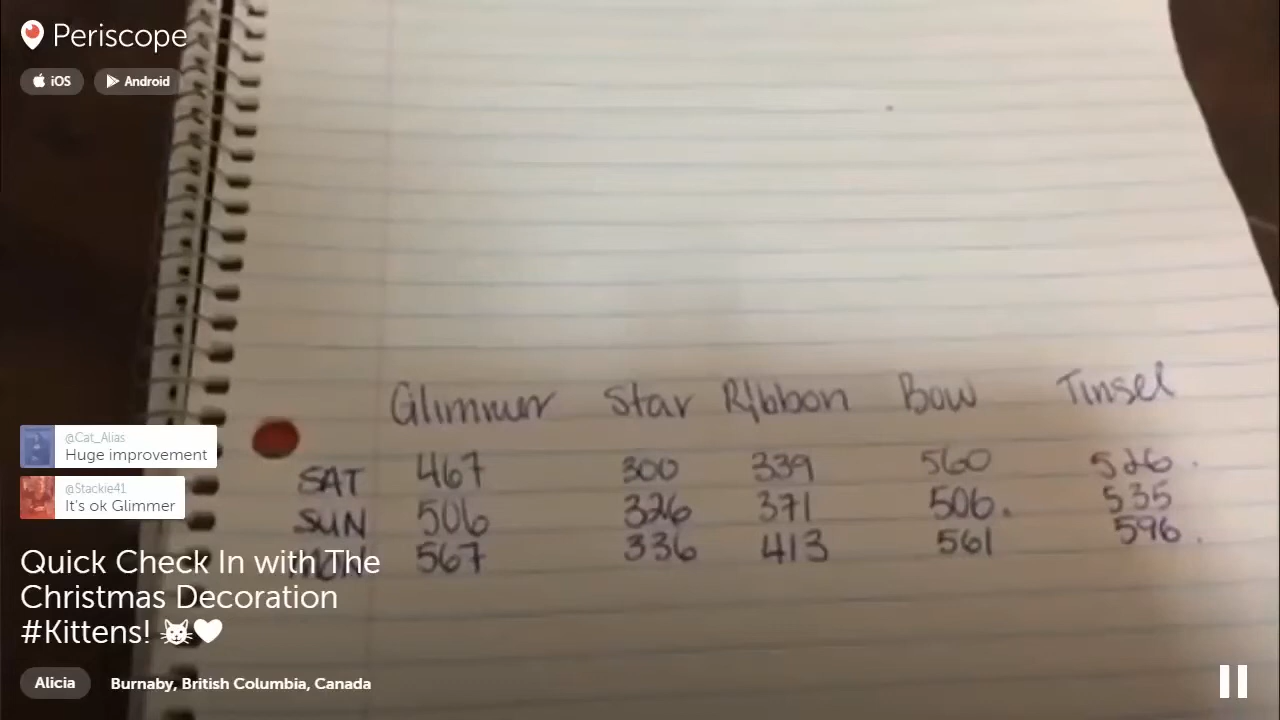 Periscope
iOS Android
Glimmer Star Ribbon Bow Tinsel
SAT 467 300 339 560 526.
SUN 506 326 371 506. 535
MON 567 336 413 561 596.
@Cat_Alias
Huge improvement
@Stackie41
It's ok Glimmer
Quick Check In with The
Christmas Decoration
#Kittens! 🐱❤
Alicia Burnaby, British Columbia, Canada